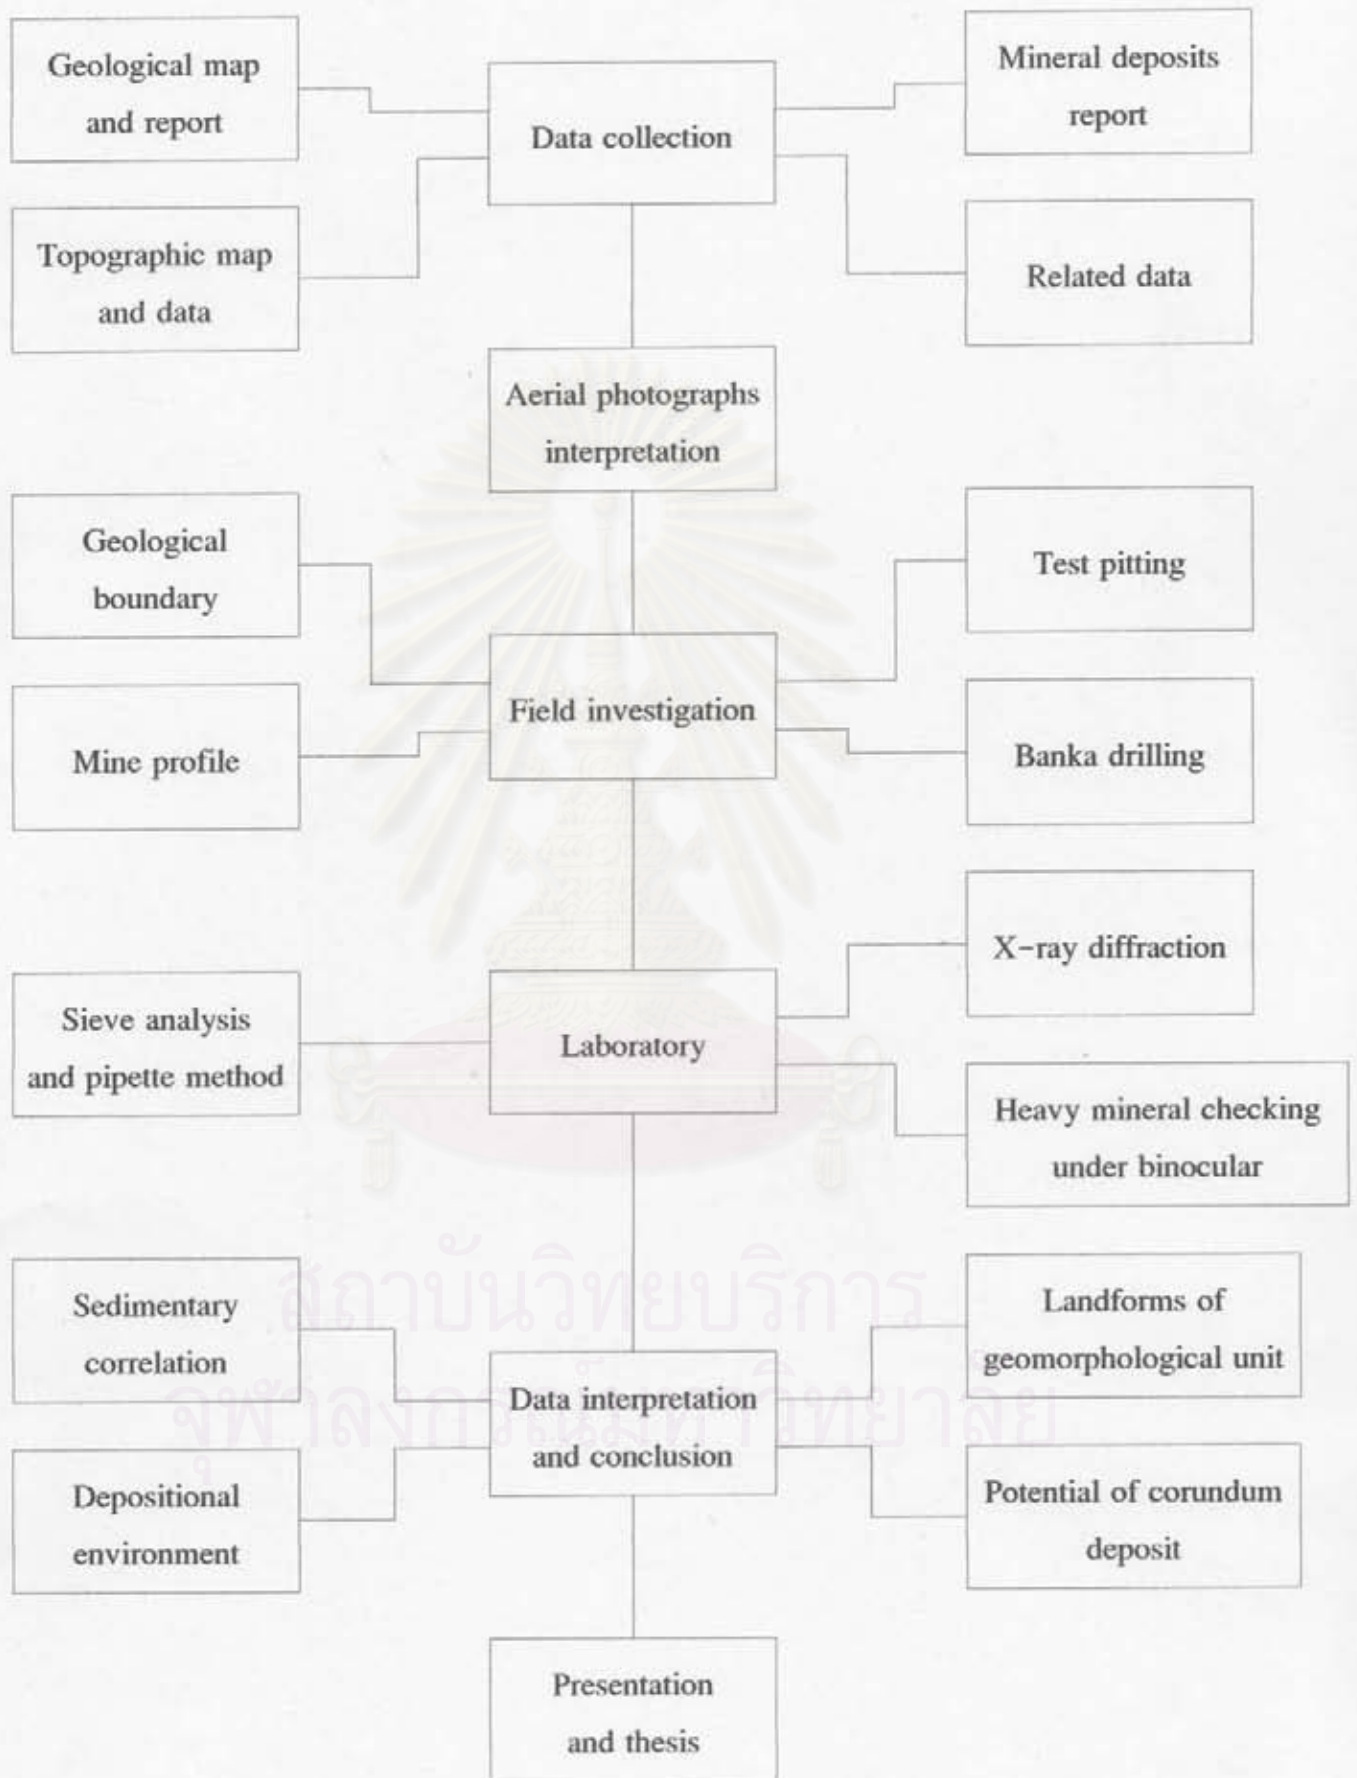 Geological map
and report
Data collection
Mineral deposits
report
Topographic map
and data
Related data
Aerial photographs
interpretation
Geological
boundary
Test pitting
Field investigation
Mine profile
Banka drilling
X-ray diffraction
Sieve analysis
and pipette method
Laboratory
Heavy mineral checking
under binocular
สถาบันวิทยบริการ
จุฬาลงกรณ์มหาวิทยาลัย
Sedimentary
correlation
Landforms of
geomorphological unit
Data interpretation
and conclusion
Depositional
environment
Potential of corundum
deposit
Presentation
and thesis